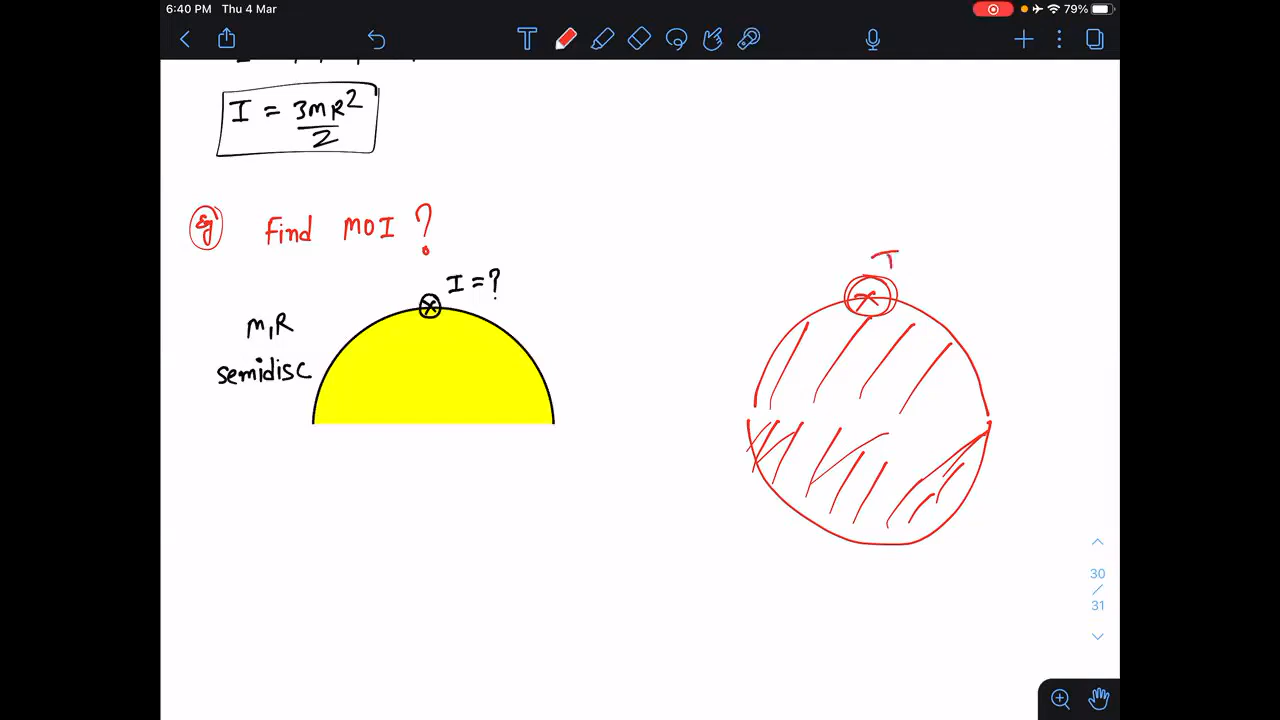 6:40 PM Thu 4 Mar
79%
I = 3mR²/2
Eg Find MOI ?
I = ?
m,R
semidisc
I
30
/
31